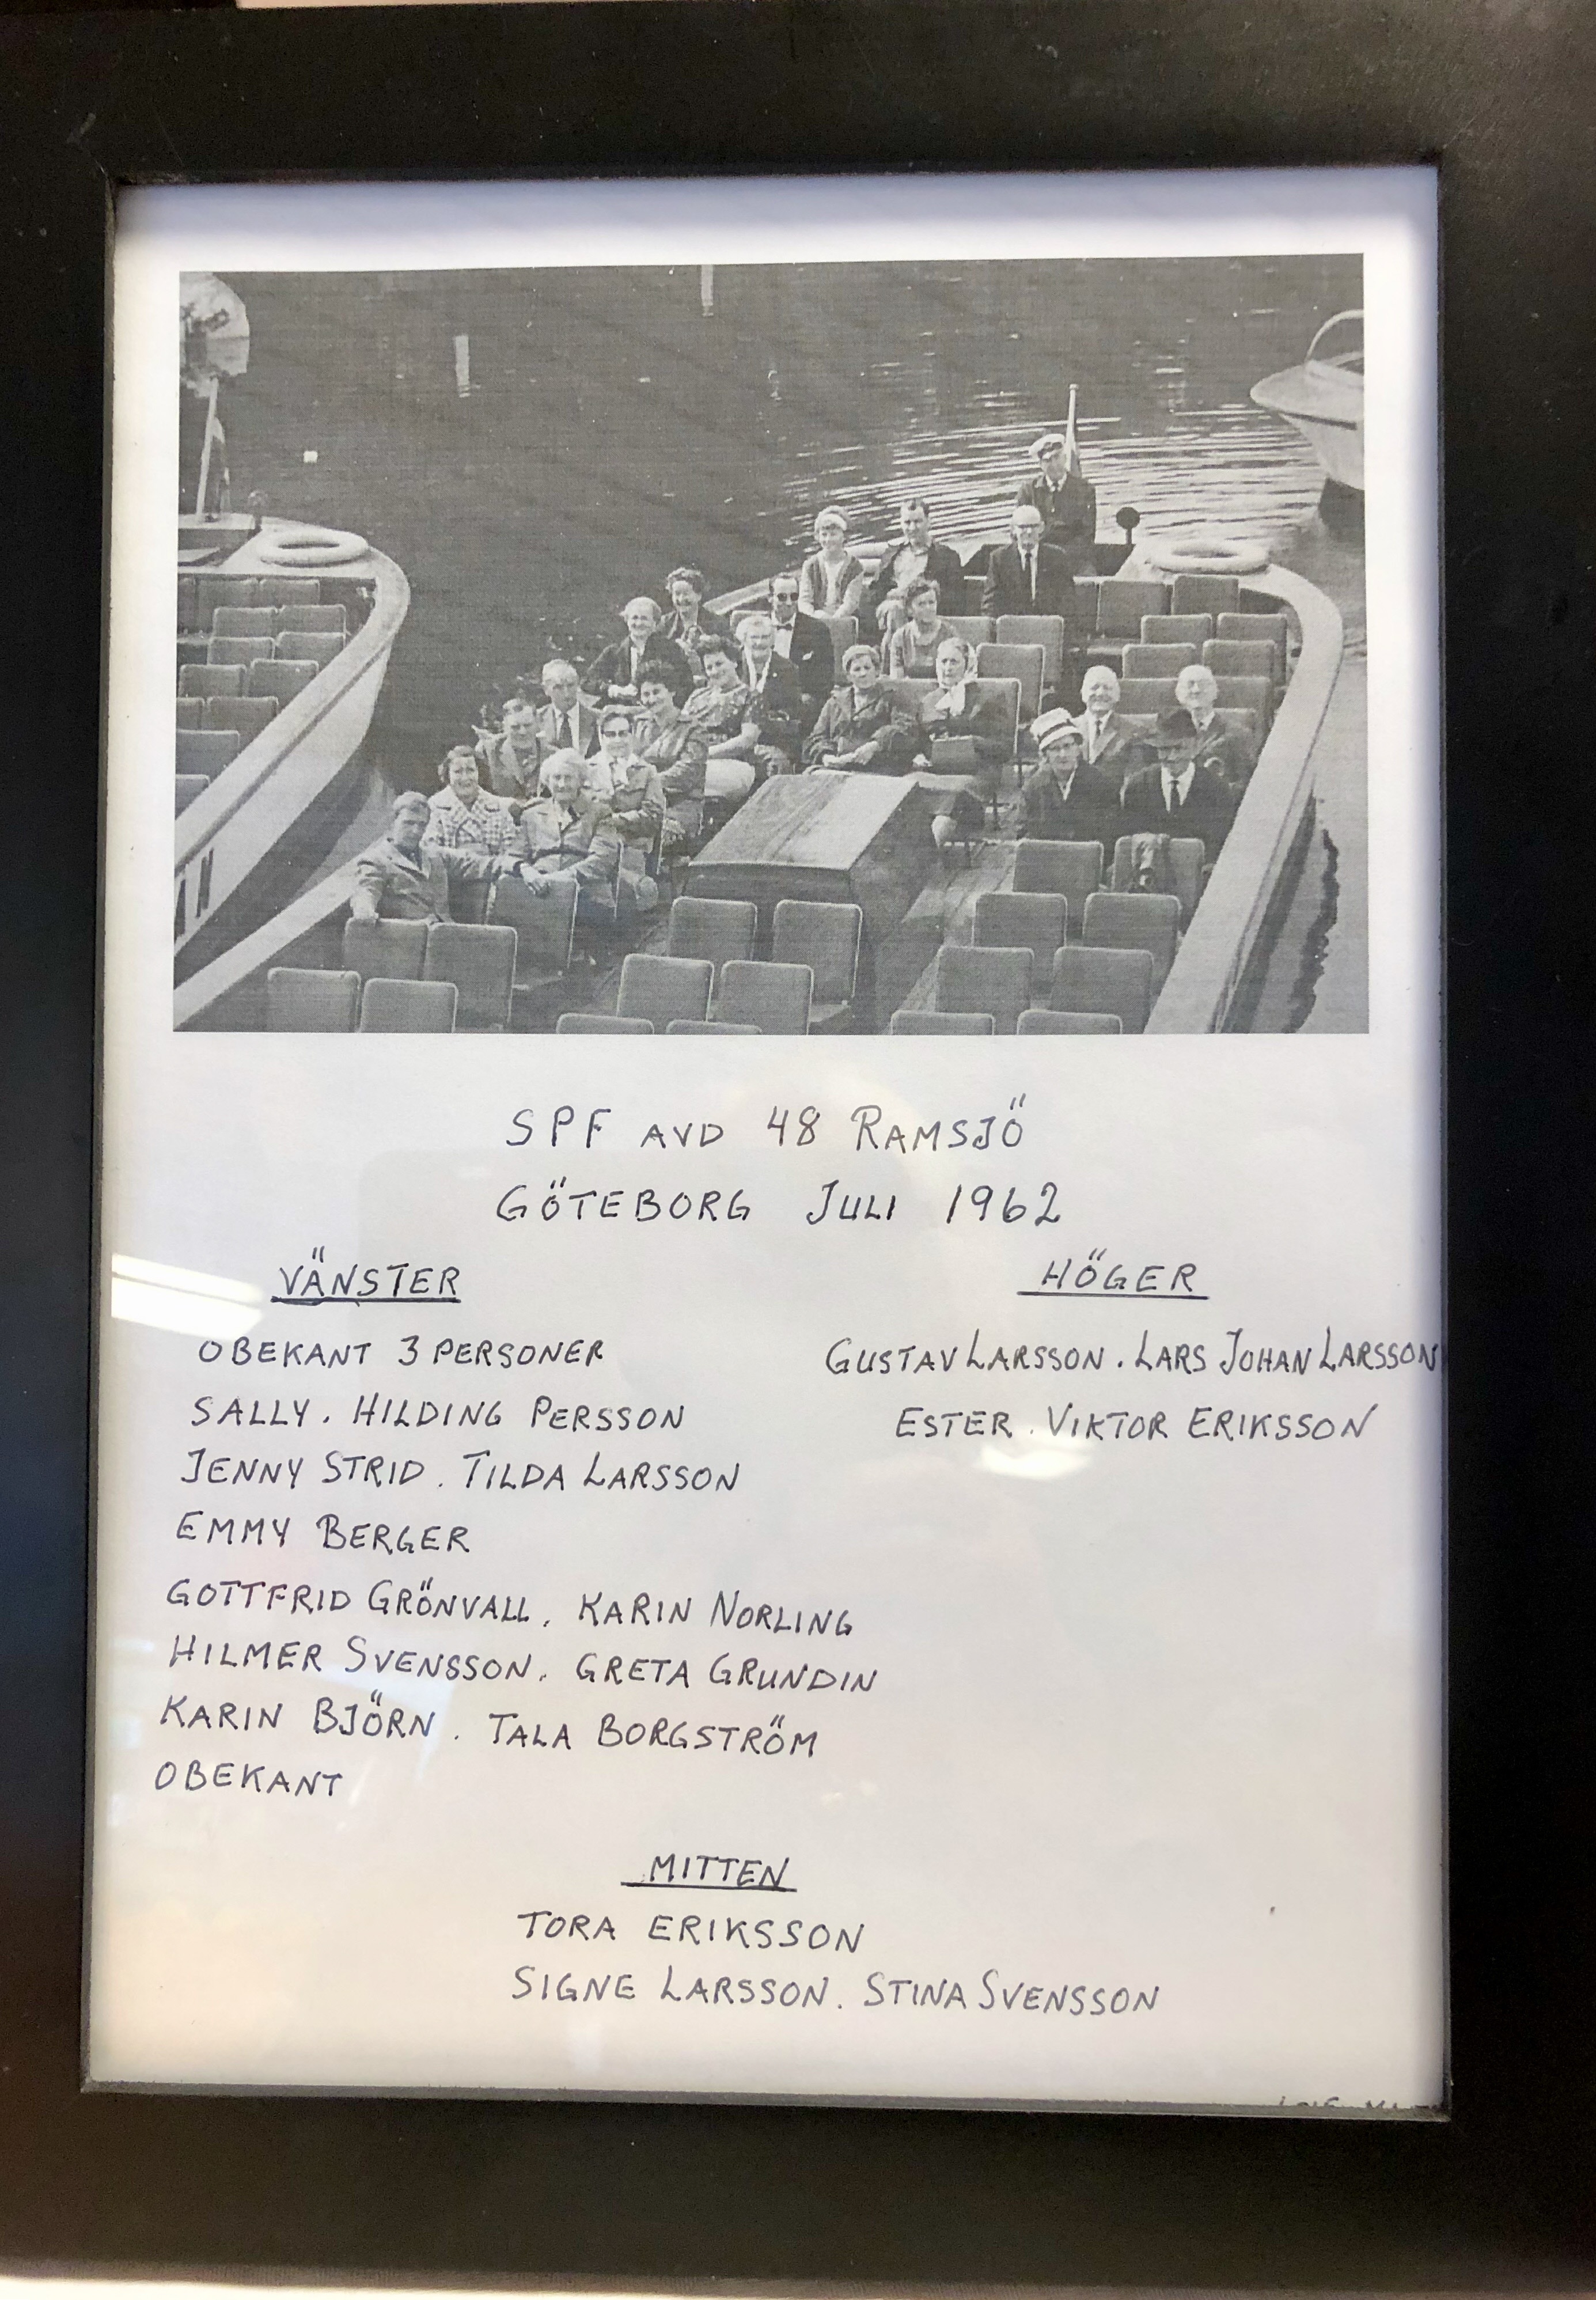 SPF AVD 48 RAMSJÖ
GÖTEBORG JULI 1962
VÄNSTER
OBEKANT 3 PERSONER
SALLY. HILDING PERSSON
JENNY STRID. TILDA LARSSON
EMMY BERGER
GOTTFRID GRÖNVALL. KARIN NORLING
HILMER SVENSSON. GRETA GRUNDIN
KARIN BJÖRN. TALA BORGSTRÖM
OBEKANT
HÖGER
GUSTAV LARSSON. LARS JOHAN LARSSON
ESTER. VIKTOR ERIKSSON
MITTEN
TORA ERIKSSON
SIGNE LARSSON. STINA SVENSSON